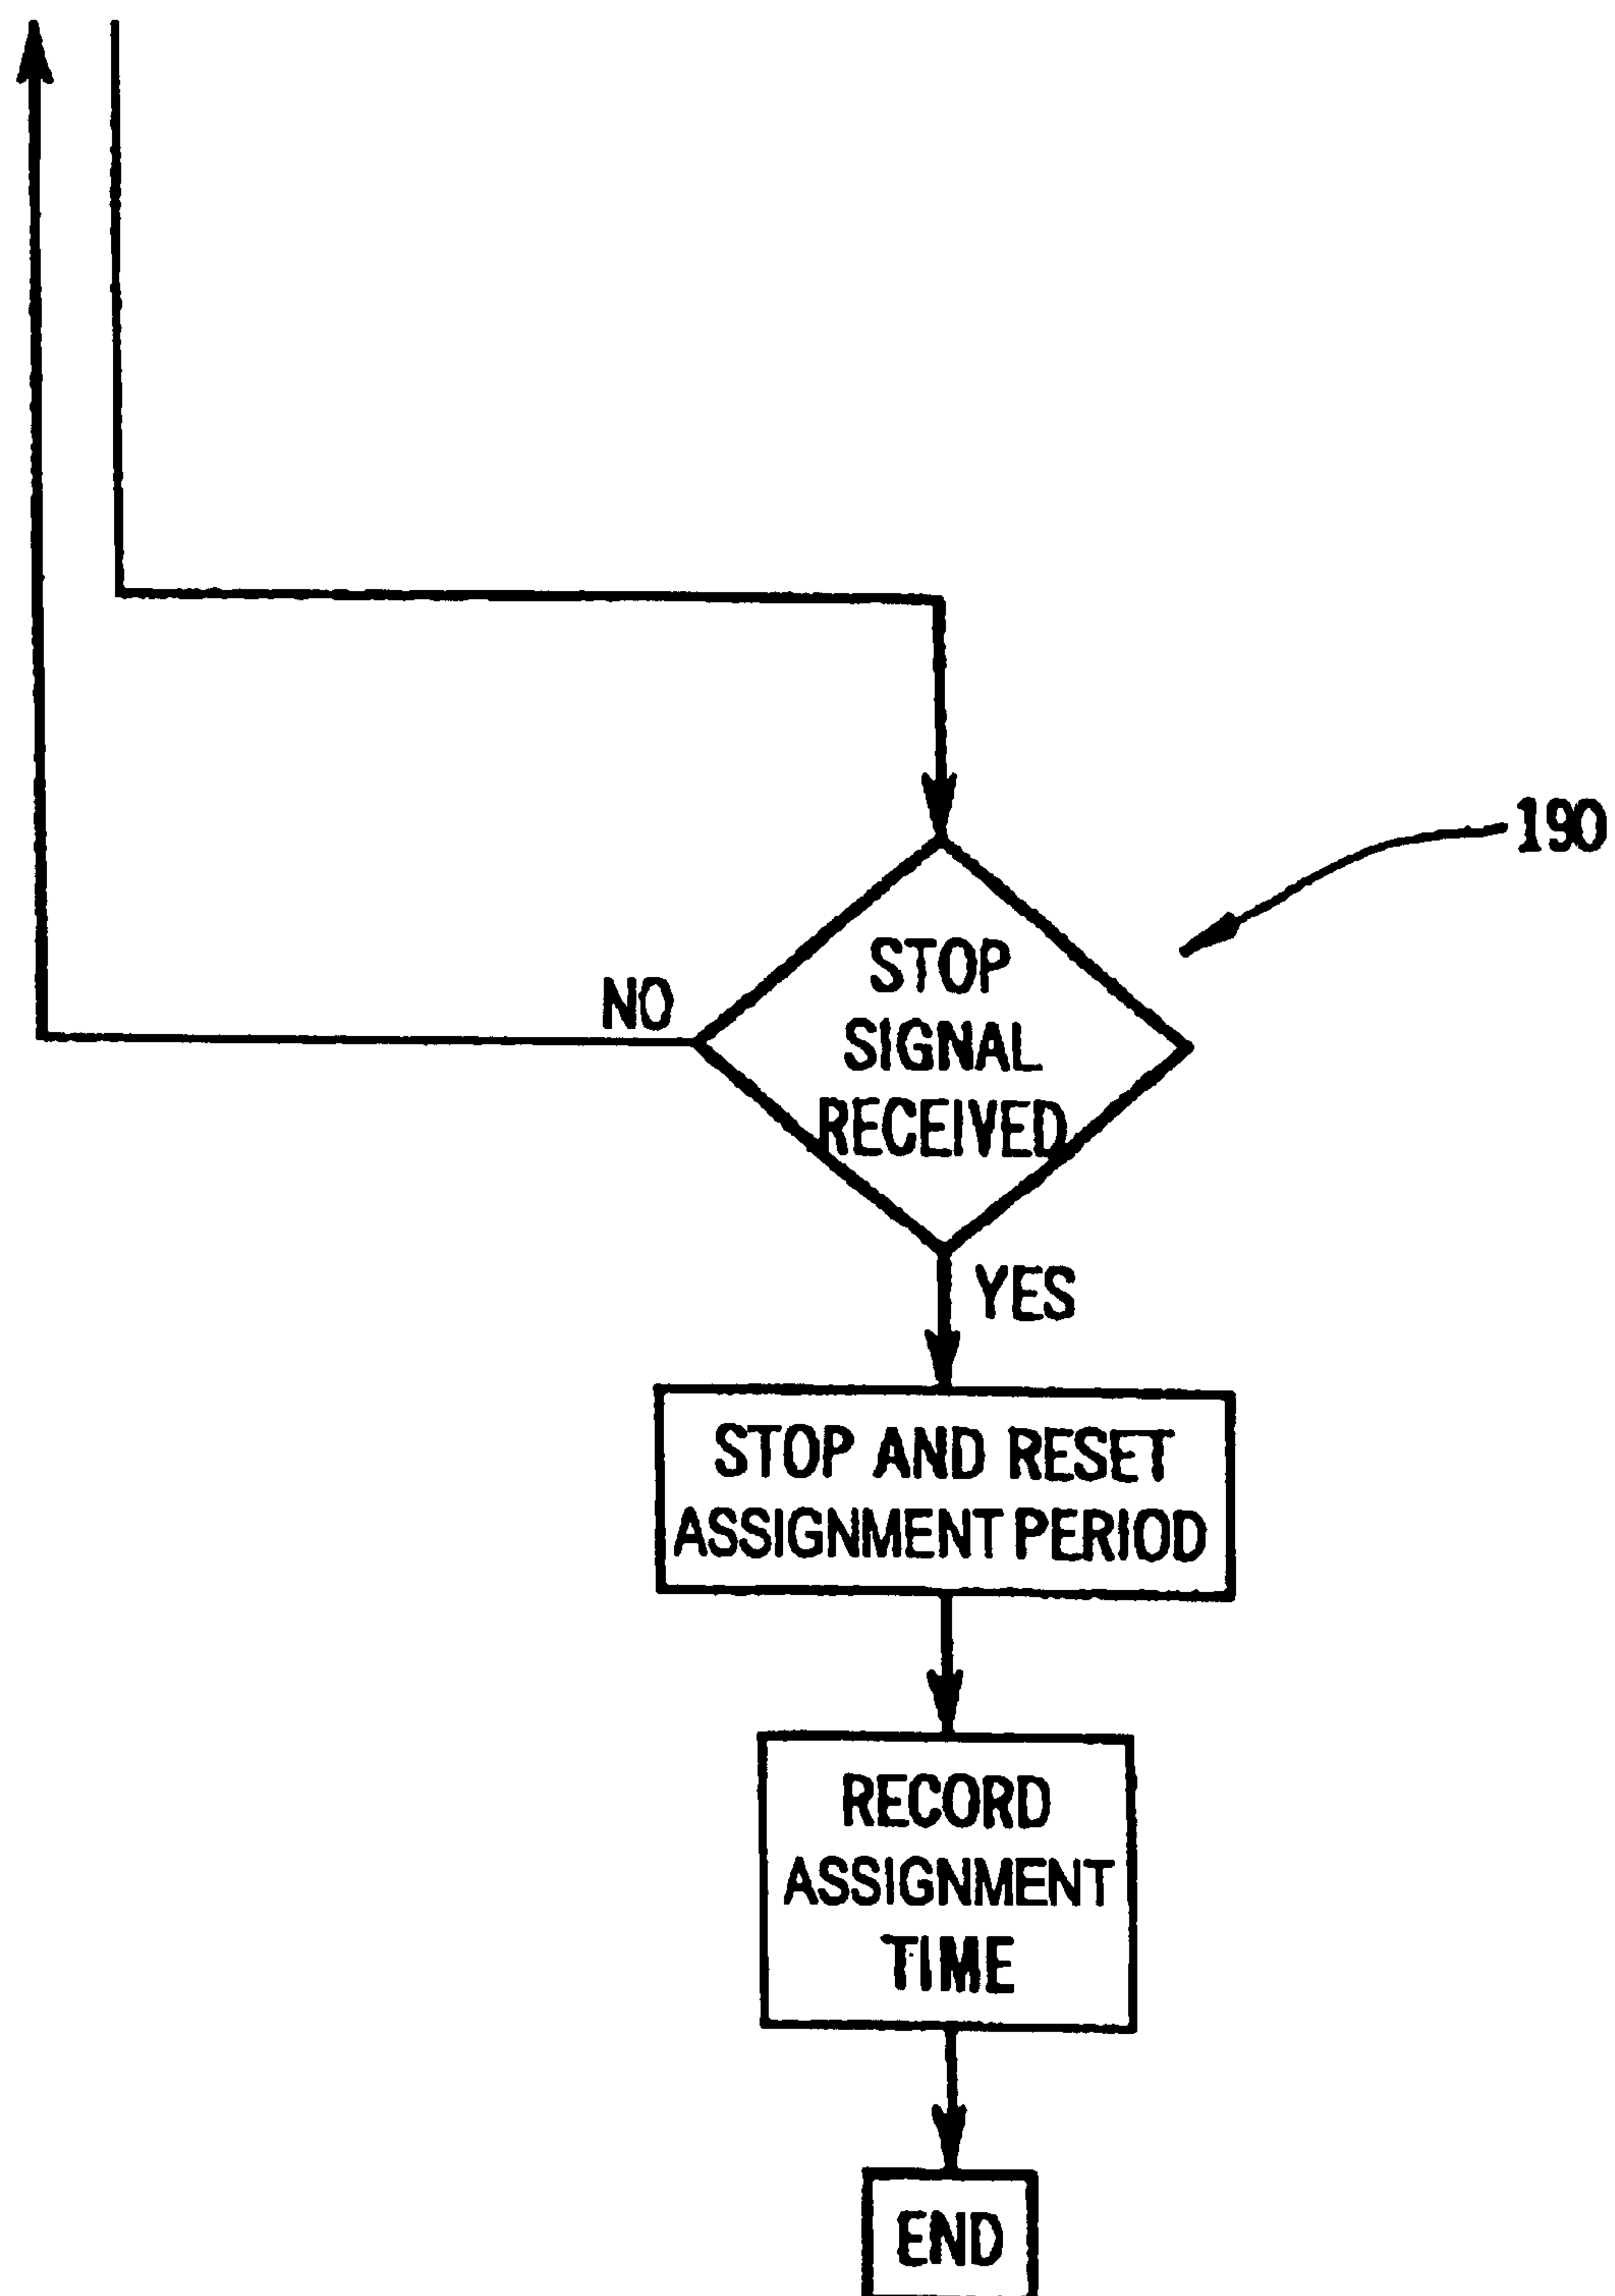 190
STOP
SIGNAL
RECEIVED
NO
YES
STOP AND RESET
ASSIGNMENT PERIOD
RECORD
ASSIGNMENT
TIME
END